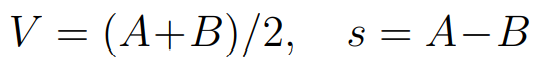 V = (A+B)/2, s = A−B